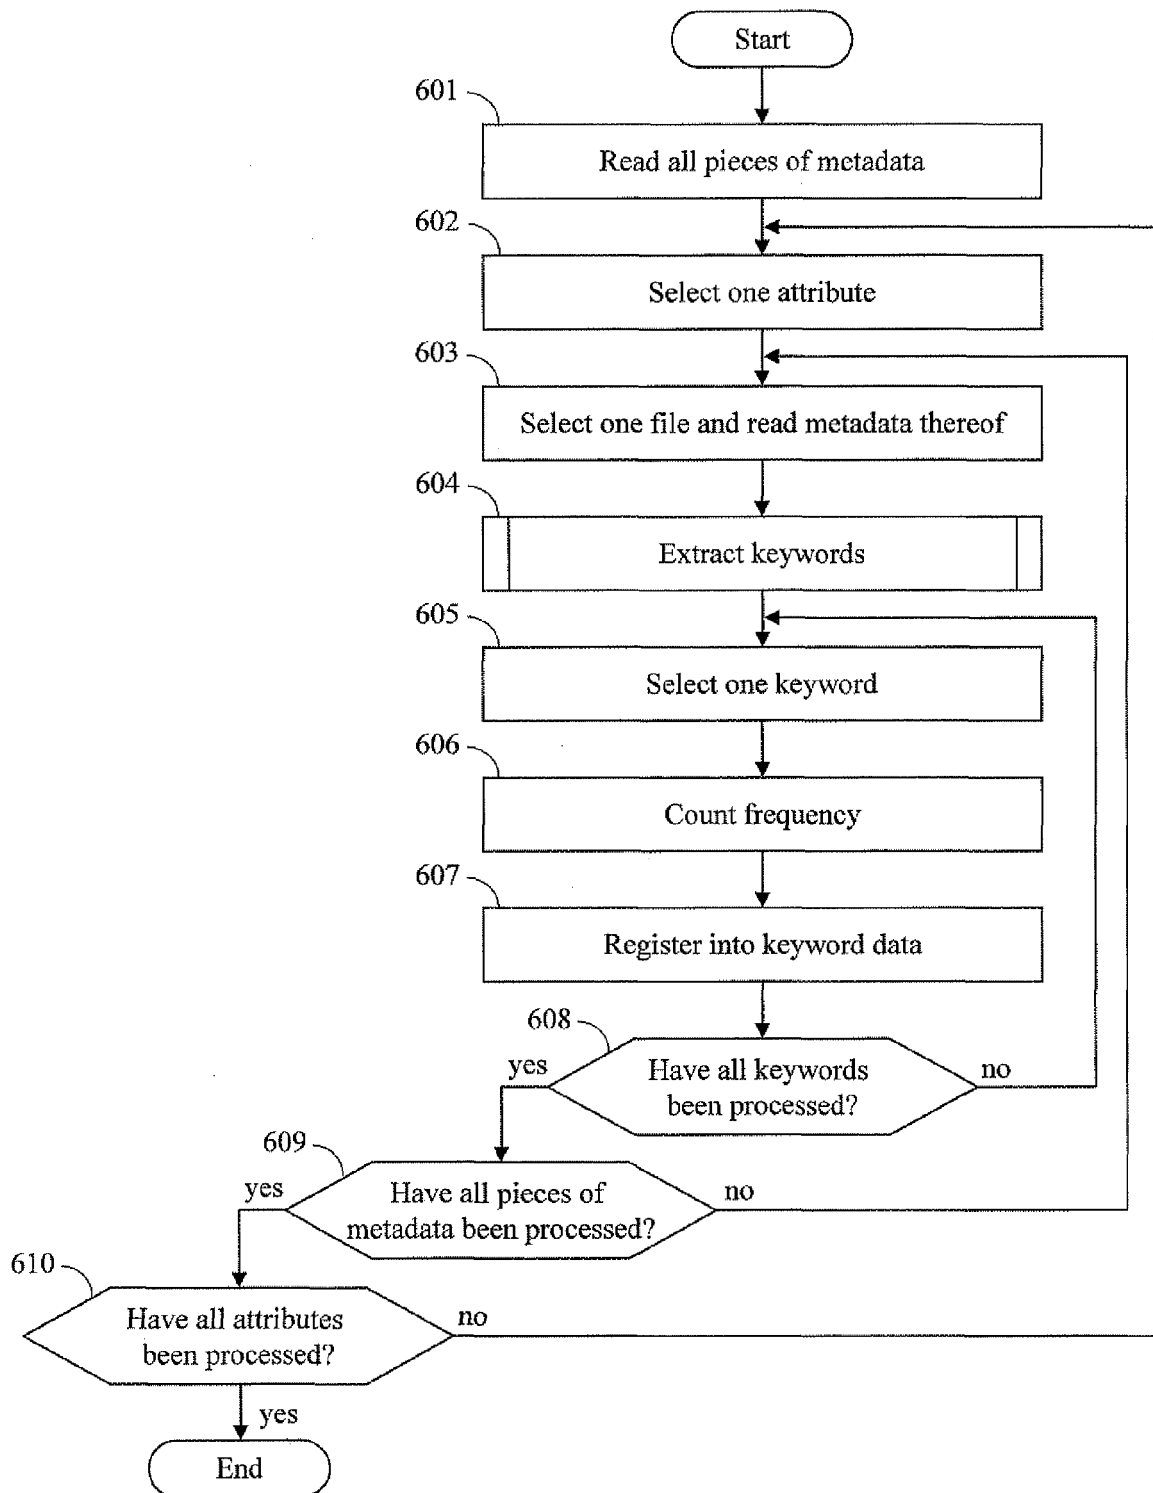 Start
601
Read all pieces of metadata
602
Select one attribute
603
Select one file and read metadata thereof
604
Extract keywords
605
Select one keyword
606
Count frequency
607
Register into keyword data
608
yes
Have all keywords
been processed?
no
609
yes
Have all pieces of
metadata been processed?
no
610
Have all attributes
been processed?
no
yes
End